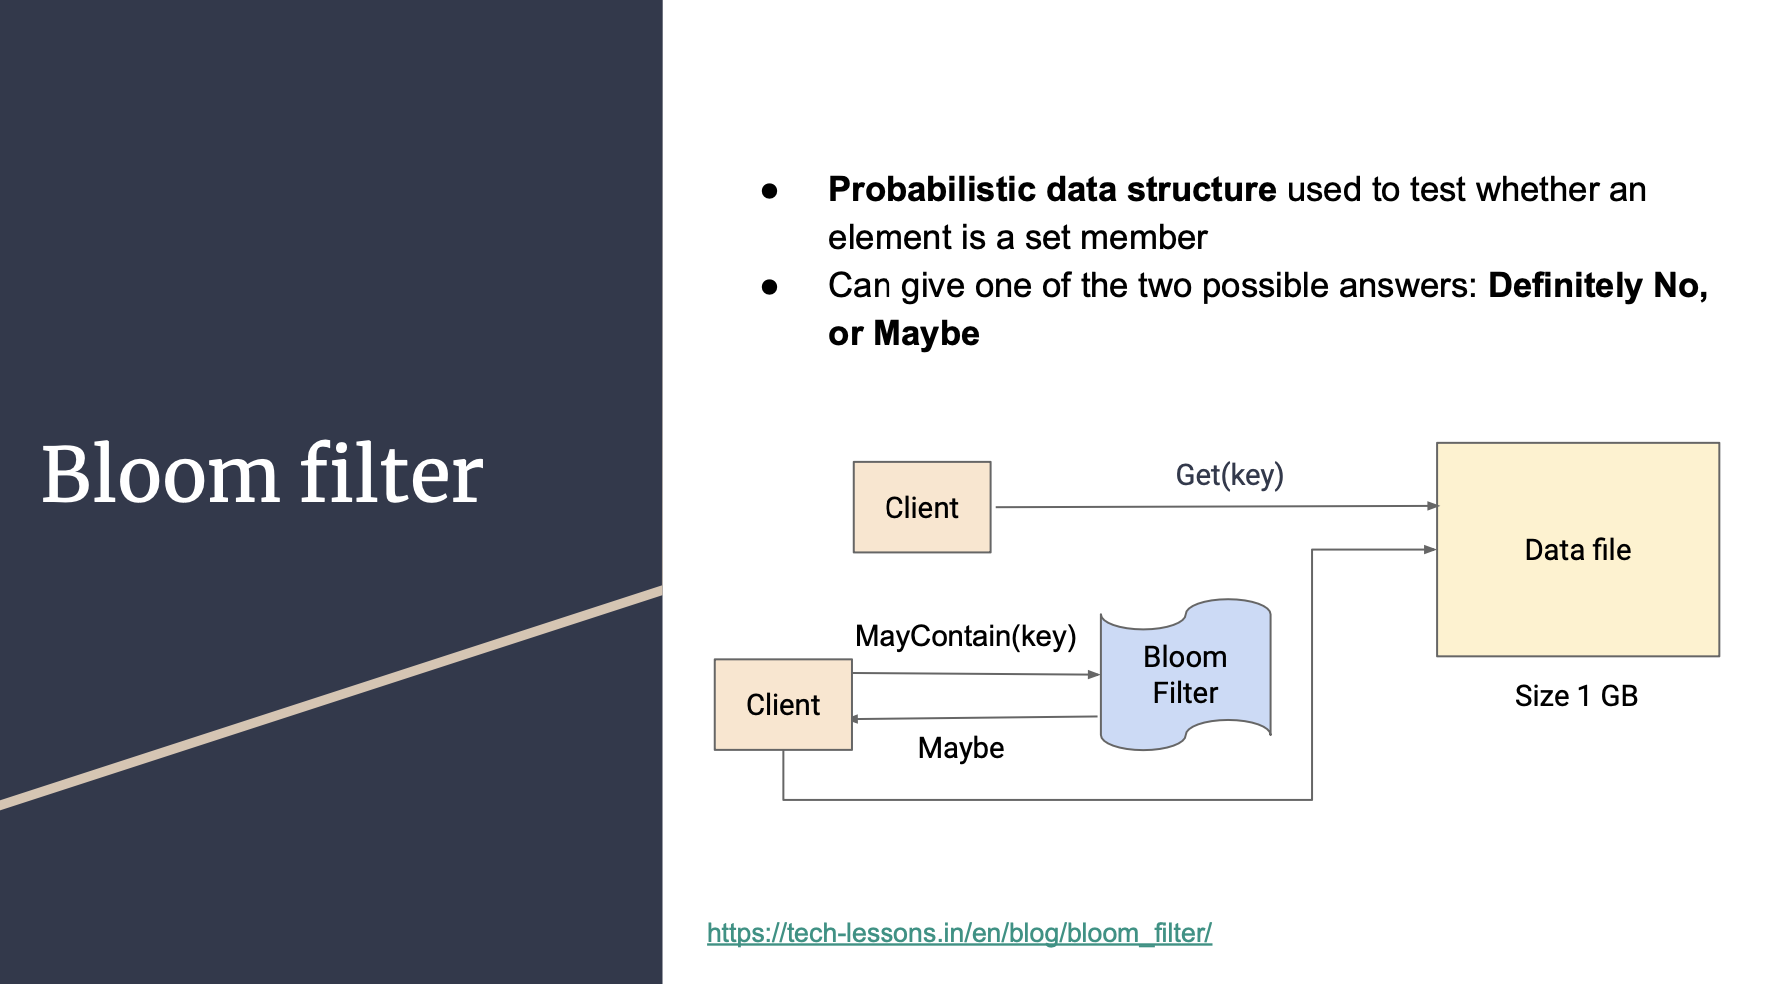 Bloom filter
● Probabilistic data structure used to test whether an
element is a set member
● Can give one of the two possible answers: Definitely No,
or Maybe
Client
Get(key)
Data file
Size 1 GB
Client
MayContain(key)
Maybe
Bloom
Filter
https://tech-lessons.in/en/blog/bloom_filter/